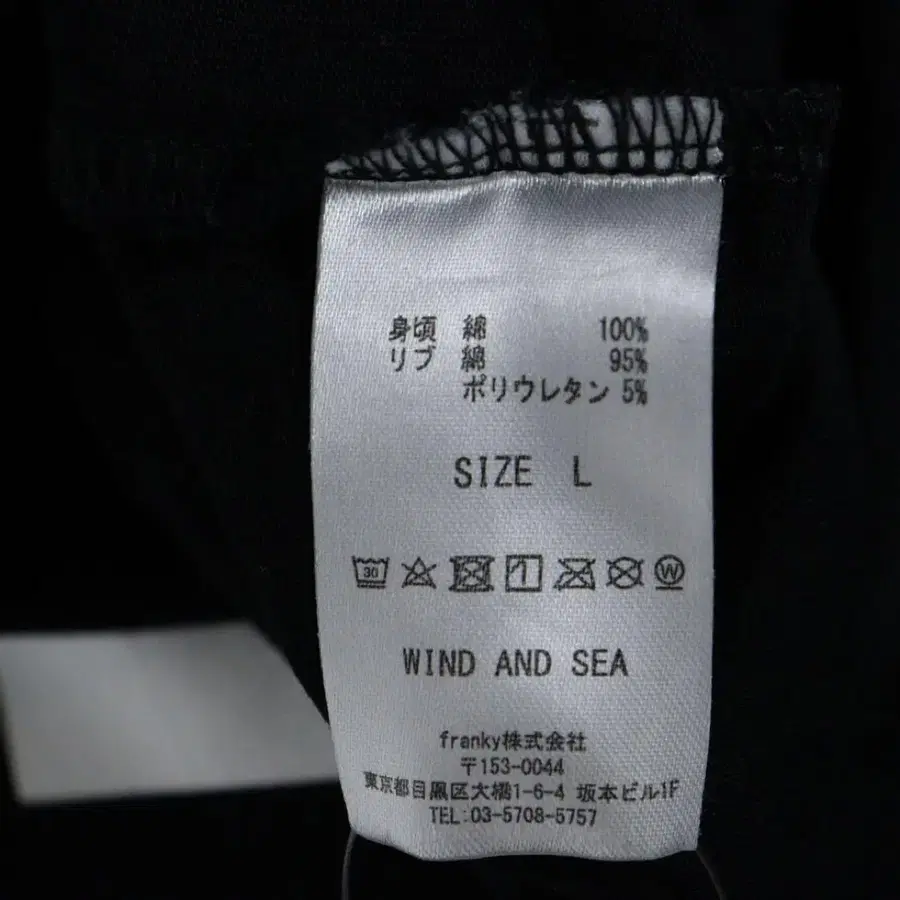 身頃 綿 100%
リブ 綿 95%
ポリウレタン 5%
SIZE L
30
W
WIND AND SEA
franky株式会社
〒153-0044
東京都目黒区大橋1-6-4 坂本ビル1F
TEL:03-5708-5757